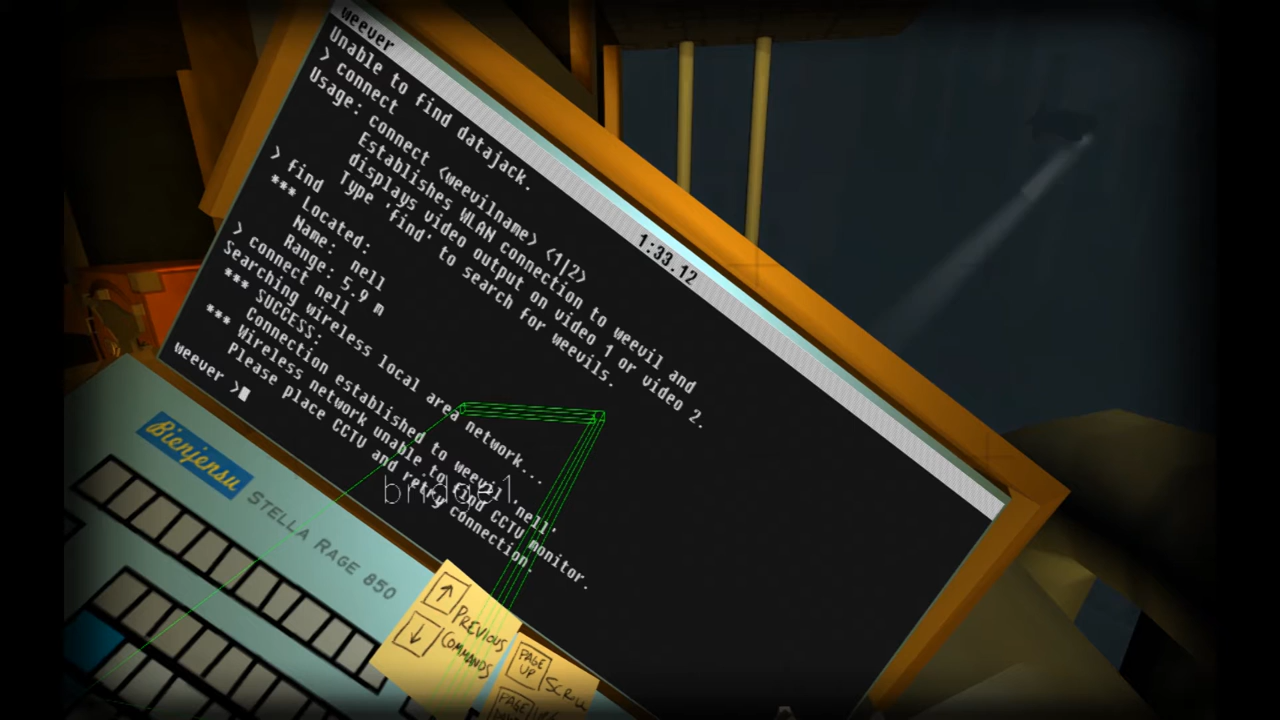 weever
1:33.12
Unable to find datajack.
> connect
Usage: connect <weevilname> <1|2>
Establishes WLAN connection to weevil and
displays video output on video 1 or video 2.
Type 'find' to search for weevils.
> find
*** Located:
Name: nell
Range: 5.9 m
> connect nell
Searching wireless local area network...
*** SUCCESS:
Connection established to weevil 'nell'
*** Wireless network unable to find CCTV monitor.
Please place CCTV and retry connection.
weever >
bridge1
Bienjensu
STELLA RAGE 850
↑ PREVIOUS
↓ COMMANDS
PAGE UP SCROLL
PAGE